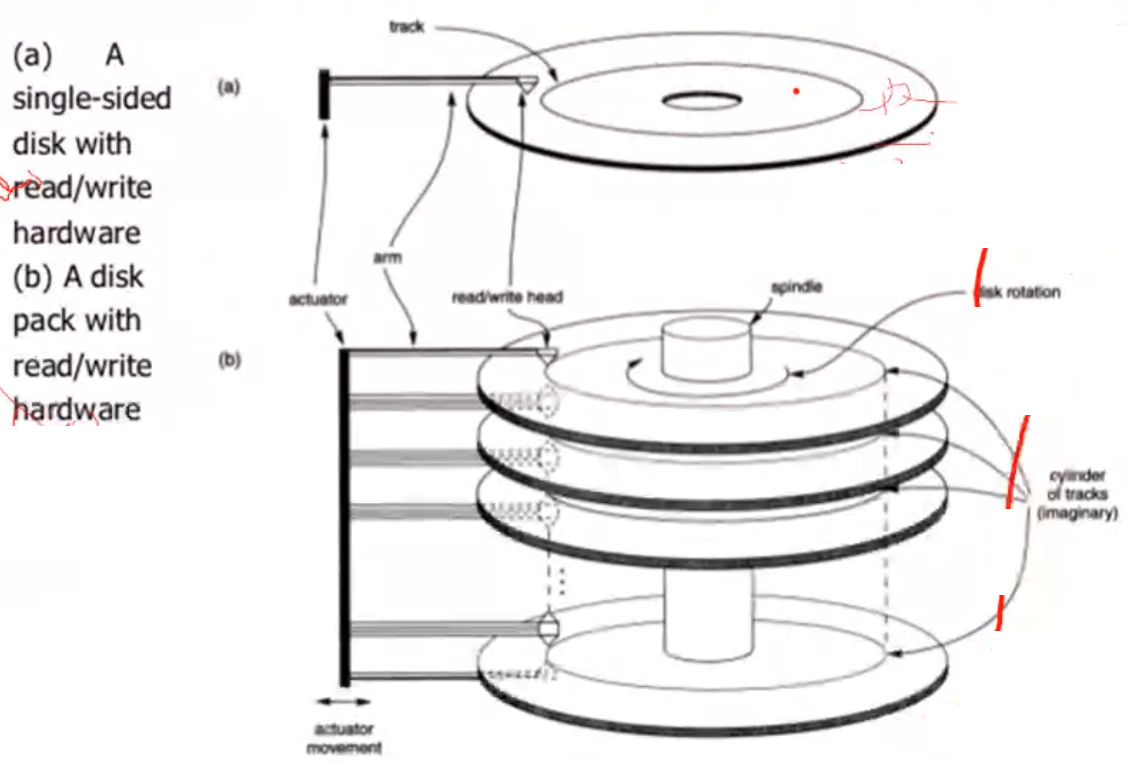 (a) A
single-sided
disk with
read/write
hardware
(b) A disk
pack with
read/write
hardware
track
(a)
arm
actuator
read/write head
spindle
disk rotation
(b)
cylinder
of tracks
(imaginary)
actuator
movement